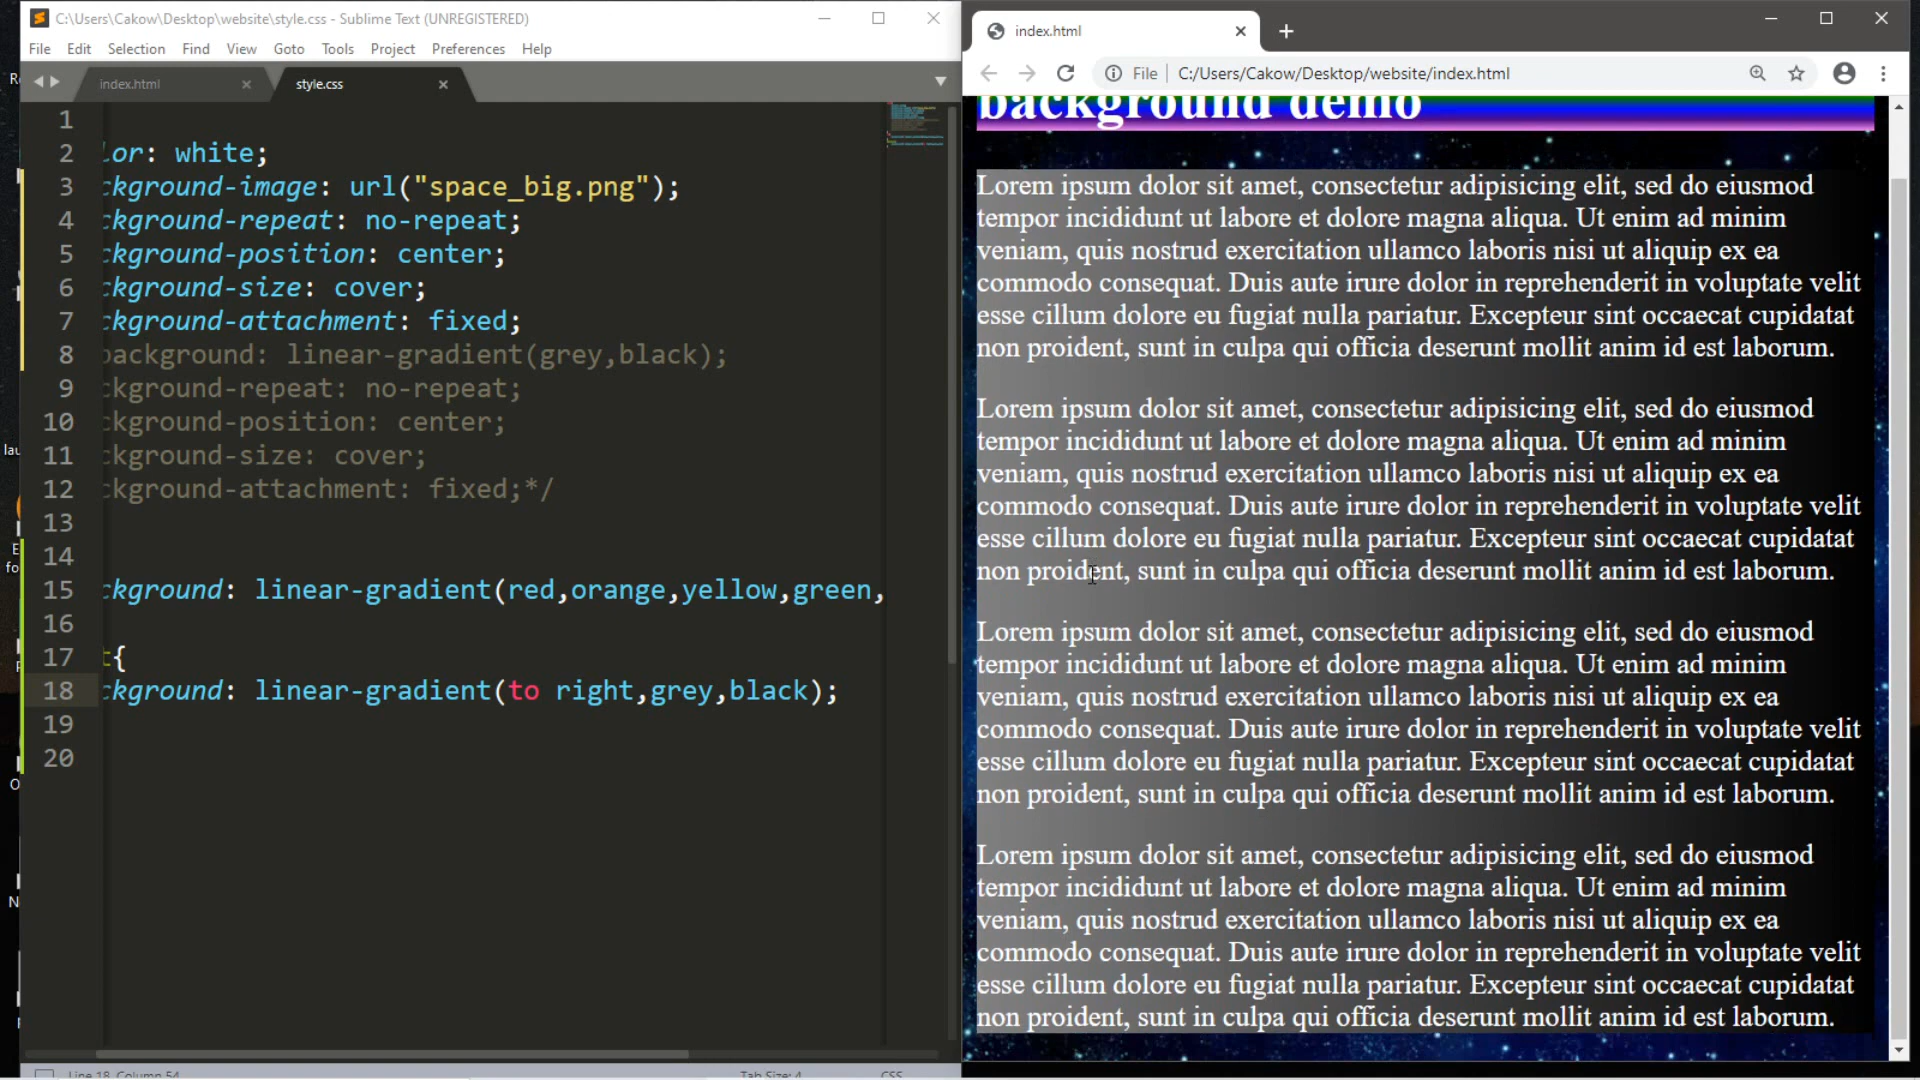 C:\Users\Cakow\Desktop\website\style.css - Sublime Text (UNREGISTERED)
File Edit Selection Find View Goto Tools Project Preferences Help
index.html
style.css
1
2 lor: white;
3 ckground-image: url("space_big.png");
4 ckground-repeat: no-repeat;
5 ckground-position: center;
6 ckground-size: cover;
7 ckground-attachment: fixed;
8 background: linear-gradient(grey,black);
9 ckground-repeat: no-repeat;
10 ckground-position: center;
11 ckground-size: cover;
12 ckground-attachment: fixed;*/
13
14
15 ckground: linear-gradient(red,orange,yellow,green,
16
17 t{
18 ckground: linear-gradient(to right,grey,black);
19
20
Line 18, Column 54
Tab Size: 4
CSS
index.html
File
C:/Users/Cakow/Desktop/website/index.html
background demo
Lorem ipsum dolor sit amet, consectetur adipisicing elit, sed do eiusmod
tempor incididunt ut labore et dolore magna aliqua. Ut enim ad minim
veniam, quis nostrud exercitation ullamco laboris nisi ut aliquip ex ea
commodo consequat. Duis aute irure dolor in reprehenderit in voluptate velit
esse cillum dolore eu fugiat nulla pariatur. Excepteur sint occaecat cupidatat
non proident, sunt in culpa qui officia deserunt mollit anim id est laborum.
Lorem ipsum dolor sit amet, consectetur adipisicing elit, sed do eiusmod
tempor incididunt ut labore et dolore magna aliqua. Ut enim ad minim
veniam, quis nostrud exercitation ullamco laboris nisi ut aliquip ex ea
commodo consequat. Duis aute irure dolor in reprehenderit in voluptate velit
esse cillum dolore eu fugiat nulla pariatur. Excepteur sint occaecat cupidatat
non proident, sunt in culpa qui officia deserunt mollit anim id est laborum.
Lorem ipsum dolor sit amet, consectetur adipisicing elit, sed do eiusmod
tempor incididunt ut labore et dolore magna aliqua. Ut enim ad minim
veniam, quis nostrud exercitation ullamco laboris nisi ut aliquip ex ea
commodo consequat. Duis aute irure dolor in reprehenderit in voluptate velit
esse cillum dolore eu fugiat nulla pariatur. Excepteur sint occaecat cupidatat
non proident, sunt in culpa qui officia deserunt mollit anim id est laborum.
Lorem ipsum dolor sit amet, consectetur adipisicing elit, sed do eiusmod
tempor incididunt ut labore et dolore magna aliqua. Ut enim ad minim
veniam, quis nostrud exercitation ullamco laboris nisi ut aliquip ex ea
commodo consequat. Duis aute irure dolor in reprehenderit in voluptate velit
esse cillum dolore eu fugiat nulla pariatur. Excepteur sint occaecat cupidatat
non proident, sunt in culpa qui officia deserunt mollit anim id est laborum.